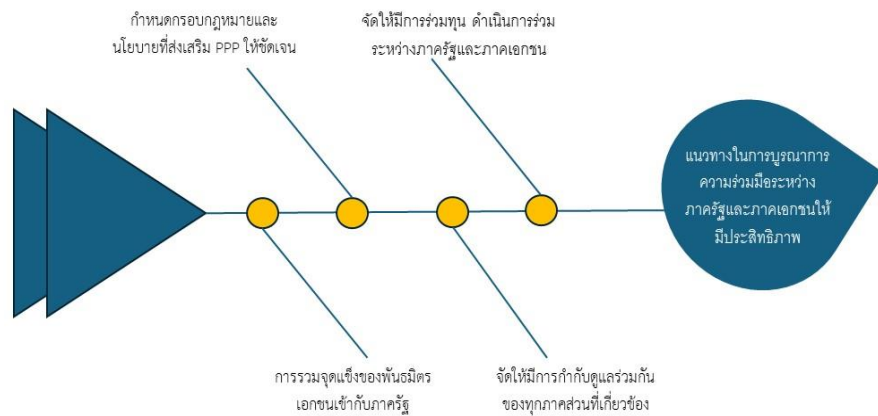 กำหนดกรอบกฎหมายและ
นโยบายที่ส่งเสริม PPP ให้ชัดเจน
จัดให้มีการร่วมทุน ดำเนินการร่วม
ระหว่างภาครัฐและภาคเอกชน
แนวทางในการบูรณาการ
ความร่วมมือระหว่าง
ภาครัฐและภาคเอกชนให้
มีประสิทธิภาพ
การรวมจุดแข็งของพันธมิตร
เอกชนเข้ากับภาครัฐ
จัดให้มีการกำกับดูแลร่วมกัน
ของทุกภาคส่วนที่เกี่ยวข้อง